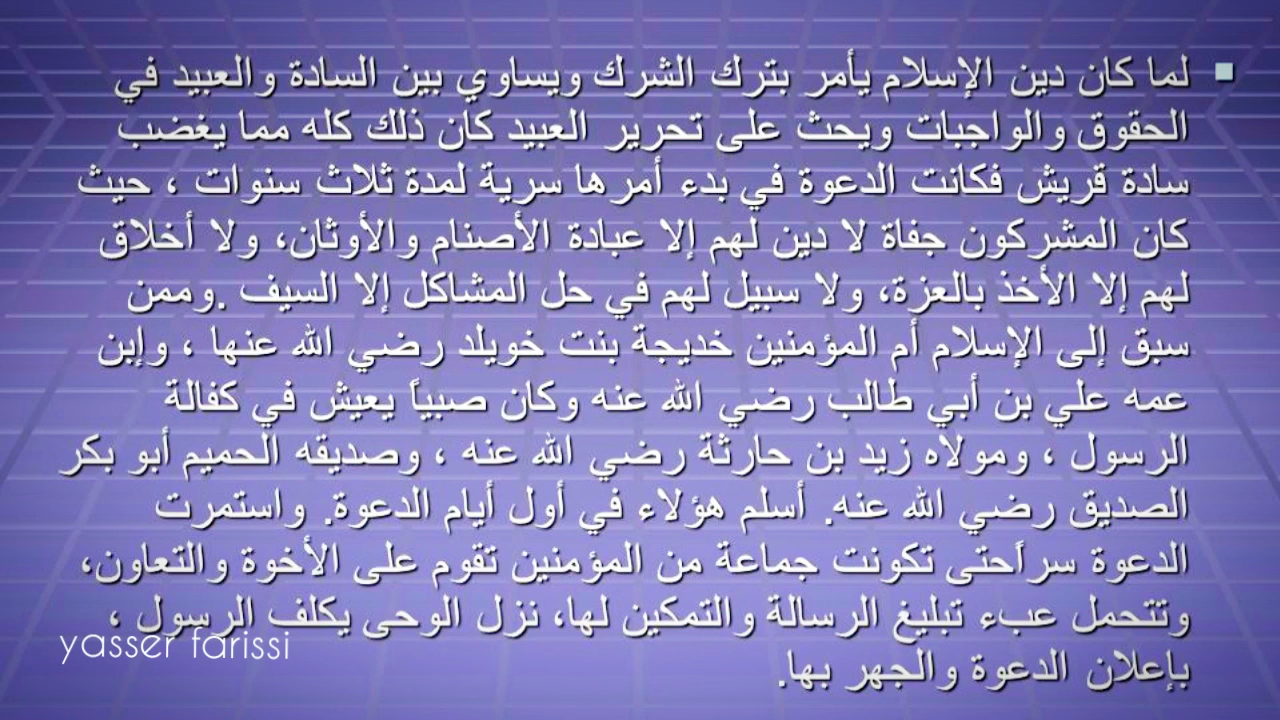 لما كان دين الإسلام يأمر بترك الشرك ويساوي بين السادة والعبيد في
الحقوق والواجبات ويحث على تحرير العبيد كان ذلك كله مما يغضب
سادة قريش فكانت الدعوة في بدء أمرها سرية لمدة ثلاث سنوات ، حيث
كان المشركون جفاة لا دين لهم إلا عبادة الأصنام والأوثان، ولا أخلاق
لهم إلا الأخذ بالعزة، ولا سبيل لهم في حل المشاكل إلا السيف .وممن
سبق إلى الإسلام أم المؤمنين خديجة بنت خويلد رضي الله عنها ، وإبن
عمه علي بن أبي طالب رضي الله عنه وكان صبياً يعيش في كفالة
الرسول ، ومولاه زيد بن حارثة رضي الله عنه ، وصديقه الحميم أبو بكر
الصديق رضي الله عنه. أسلم هؤلاء في أول أيام الدعوة. واستمرت
الدعوة سراًحتى تكونت جماعة من المؤمنين تقوم على الأخوة والتعاون،
وتتحمل عبء تبليغ الرسالة والتمكين لها، نزل الوحى يكلف الرسول ،
بإعلان الدعوة والجهر بها.
yasser farissi